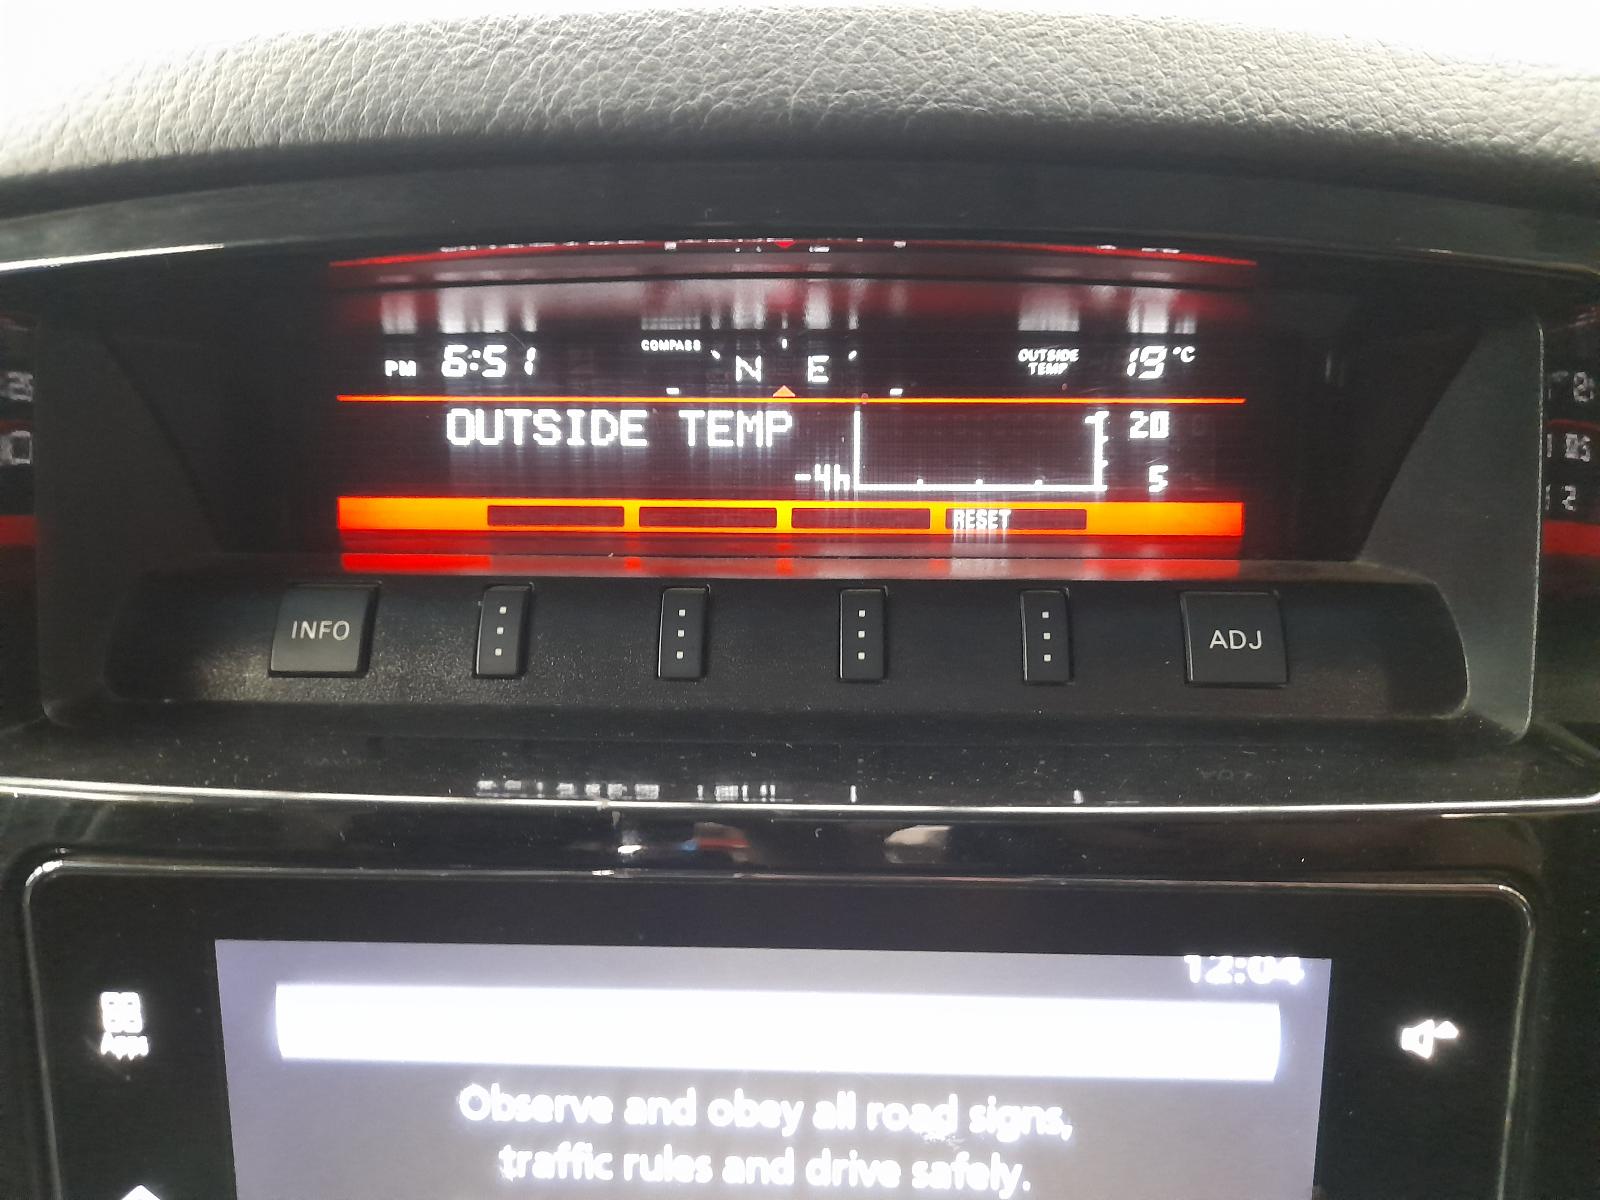 PM 6:51 COMPASS N E OUTSIDE TEMP 19 °C
OUTSIDE TEMP
20
-4h 5
RESET
INFO ADJ
12:04
Apps
Observe and obey all road signs,
traffic rules and drive safely.